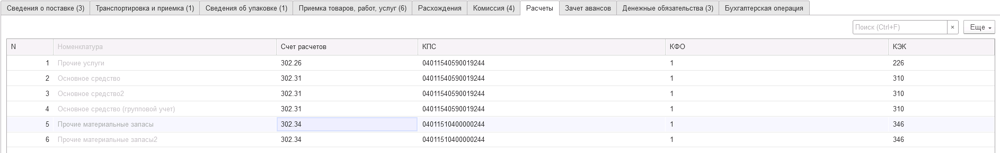 Сведения о поставке (3) Транспортировка и приемка (1) Сведения об упаковке (1) Приемка товаров, работ, услуг (6) Расхождения Комиссия (4) Расчеты Зачет авансов Денежные обязательства (3) Бухгалтерская операция
Поиск (Ctrl+F) × Еще
N Номенклатура Счет расчетов КПС КФО КЭК
1 Прочие услуги 302.26 04011540590019244 1 226
2 Основное средство 302.31 04011540590019244 1 310
3 Основное средство2 302.31 04011540590019244 1 310
4 Основное средство (групповой учет) 302.31 04011540590019244 1 310
5 Прочие материальные запасы 302.34 04011510400000244 1 346
6 Прочие материальные запасы2 302.34 04011510400000244 1 346